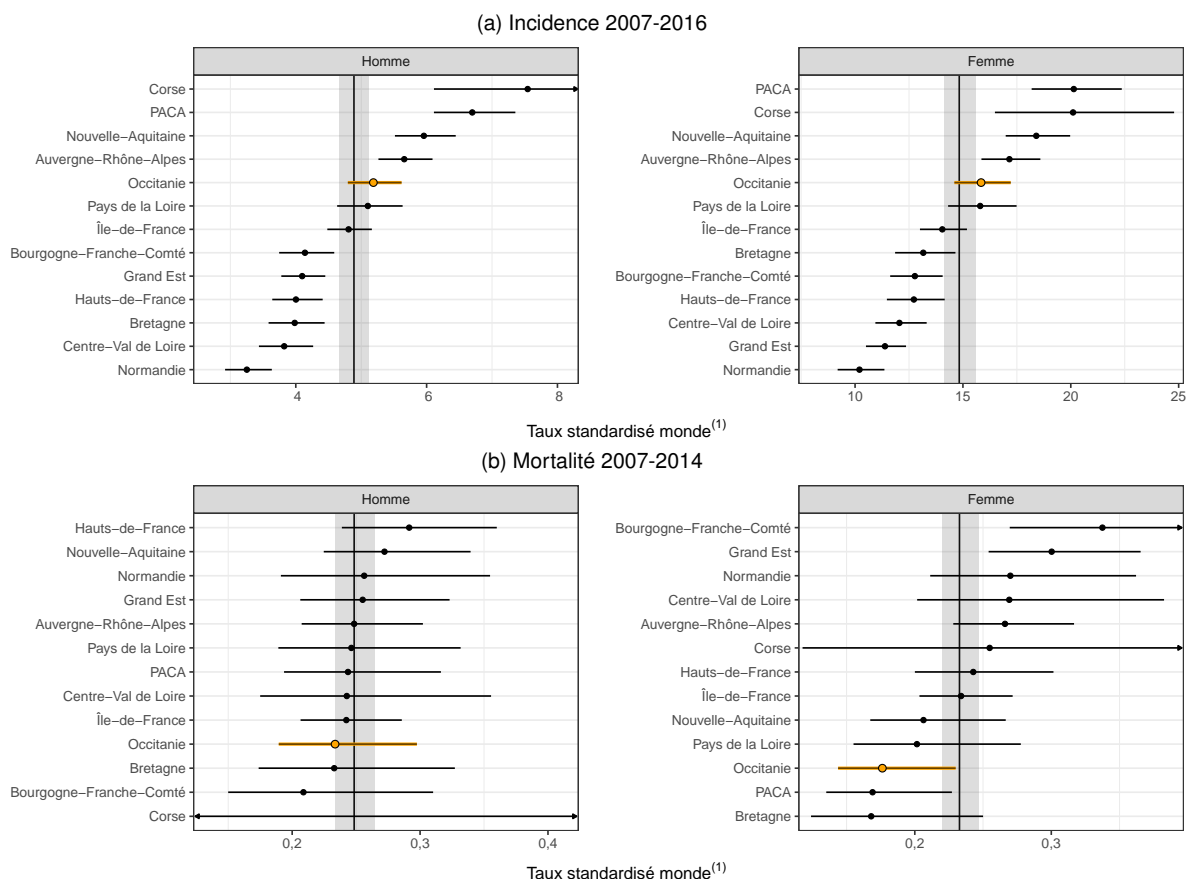 (a) Incidence 2007-2016
Homme
Corse
PACA
Nouvelle−Aquitaine
Auvergne−Rhône−Alpes
Occitanie
Pays de la Loire
Île−de−France
Bourgogne−Franche−Comté
Grand Est
Hauts−de−France
Bretagne
Centre−Val de Loire
Normandie
4 6 8
Femme
PACA
Corse
Nouvelle−Aquitaine
Auvergne−Rhône−Alpes
Occitanie
Pays de la Loire
Île−de−France
Bretagne
Bourgogne−Franche−Comté
Hauts−de−France
Centre−Val de Loire
Grand Est
Normandie
10 15 20 25
Taux standardisé monde(1)
(b) Mortalité 2007-2014
Homme
Hauts−de−France
Nouvelle−Aquitaine
Normandie
Grand Est
Auvergne−Rhône−Alpes
Pays de la Loire
PACA
Centre−Val de Loire
Île−de−France
Occitanie
Bretagne
Bourgogne−Franche−Comté
Corse
0,2 0,3 0,4
Femme
Bourgogne−Franche−Comté
Grand Est
Normandie
Centre−Val de Loire
Auvergne−Rhône−Alpes
Corse
Hauts−de−France
Île−de−France
Nouvelle−Aquitaine
Pays de la Loire
Occitanie
PACA
Bretagne
0,2 0,3
Taux standardisé monde(1)